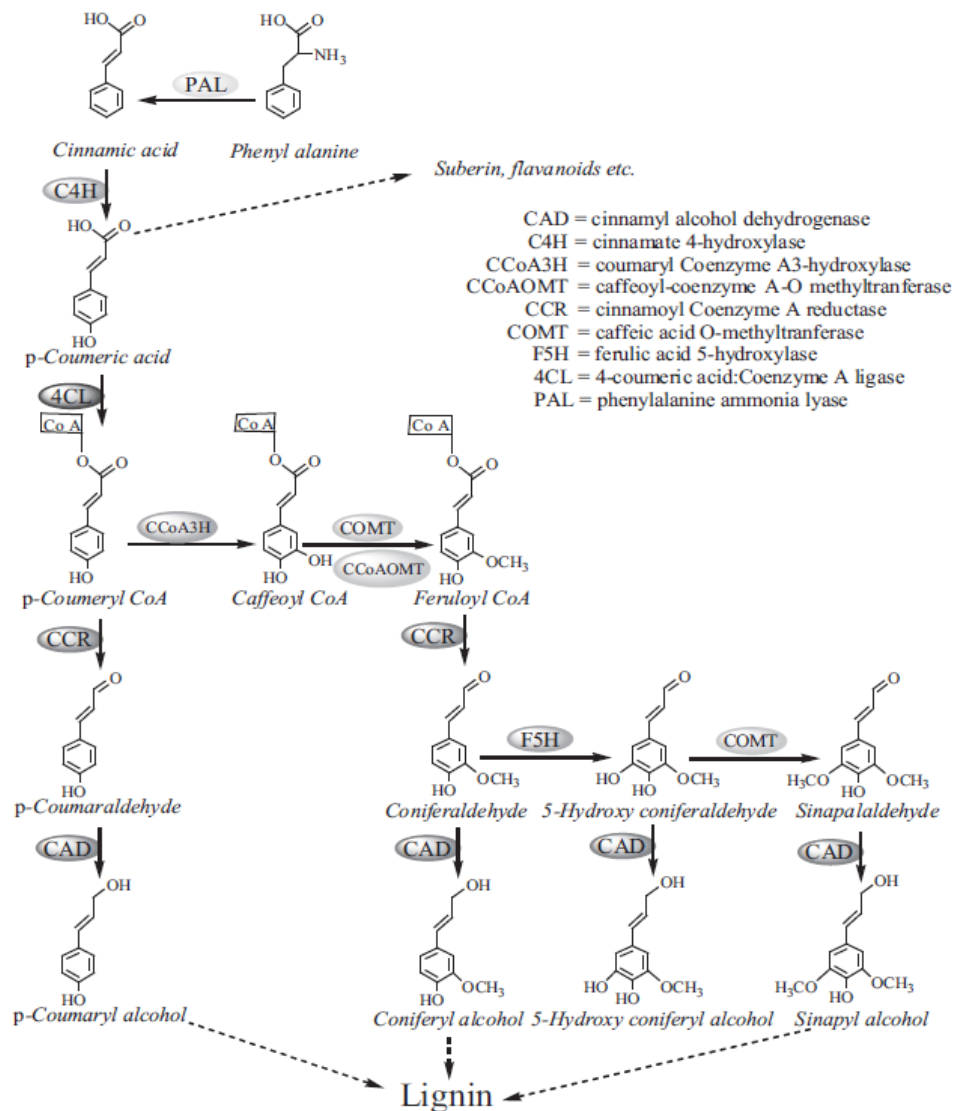 HO O HO O
NH3
PAL
Cinnamic acid Phenyl alanine
Suberin, flavanoids etc.
C4H
HO O
HO
p-Coumeric acid
CAD = cinnamyl alcohol dehydrogenase
C4H = cinnamate 4-hydroxylase
CCoA3H = coumaryl Coenzyme A3-hydroxylase
CCoAOMT = caffeoyl-coenzyme A-O methyltranferase
CCR = cinnamoyl Coenzyme A reductase
COMT = caffeic acid O-methyltranferase
F5H = ferulic acid 5-hydroxylase
4CL = 4-coumeric acid:Coenzyme A ligase
PAL = phenylalanine ammonia lyase
4CL
Co A Co A Co A
O O O O O O
CCoA3H COMT
CCoAOMT
OH OCH3
HO HO HO
p-Coumeryl CoA Caffeoyl CoA Feruloyl CoA
CCR CCR
O O O O
F5H COMT
OCH3 HO OCH3 H3CO OCH3
HO HO HO HO
p-Coumaraldehyde Coniferaldehyde 5-Hydroxy coniferaldehyde Sinapalaldehyde
CAD CAD CAD CAD
OH OH OH OH
OCH3 HO OCH3 H3CO OCH3
HO HO HO HO
p-Coumaryl alcohol Coniferyl alcohol 5-Hydroxy coniferyl alcohol Sinapyl alcohol
Lignin